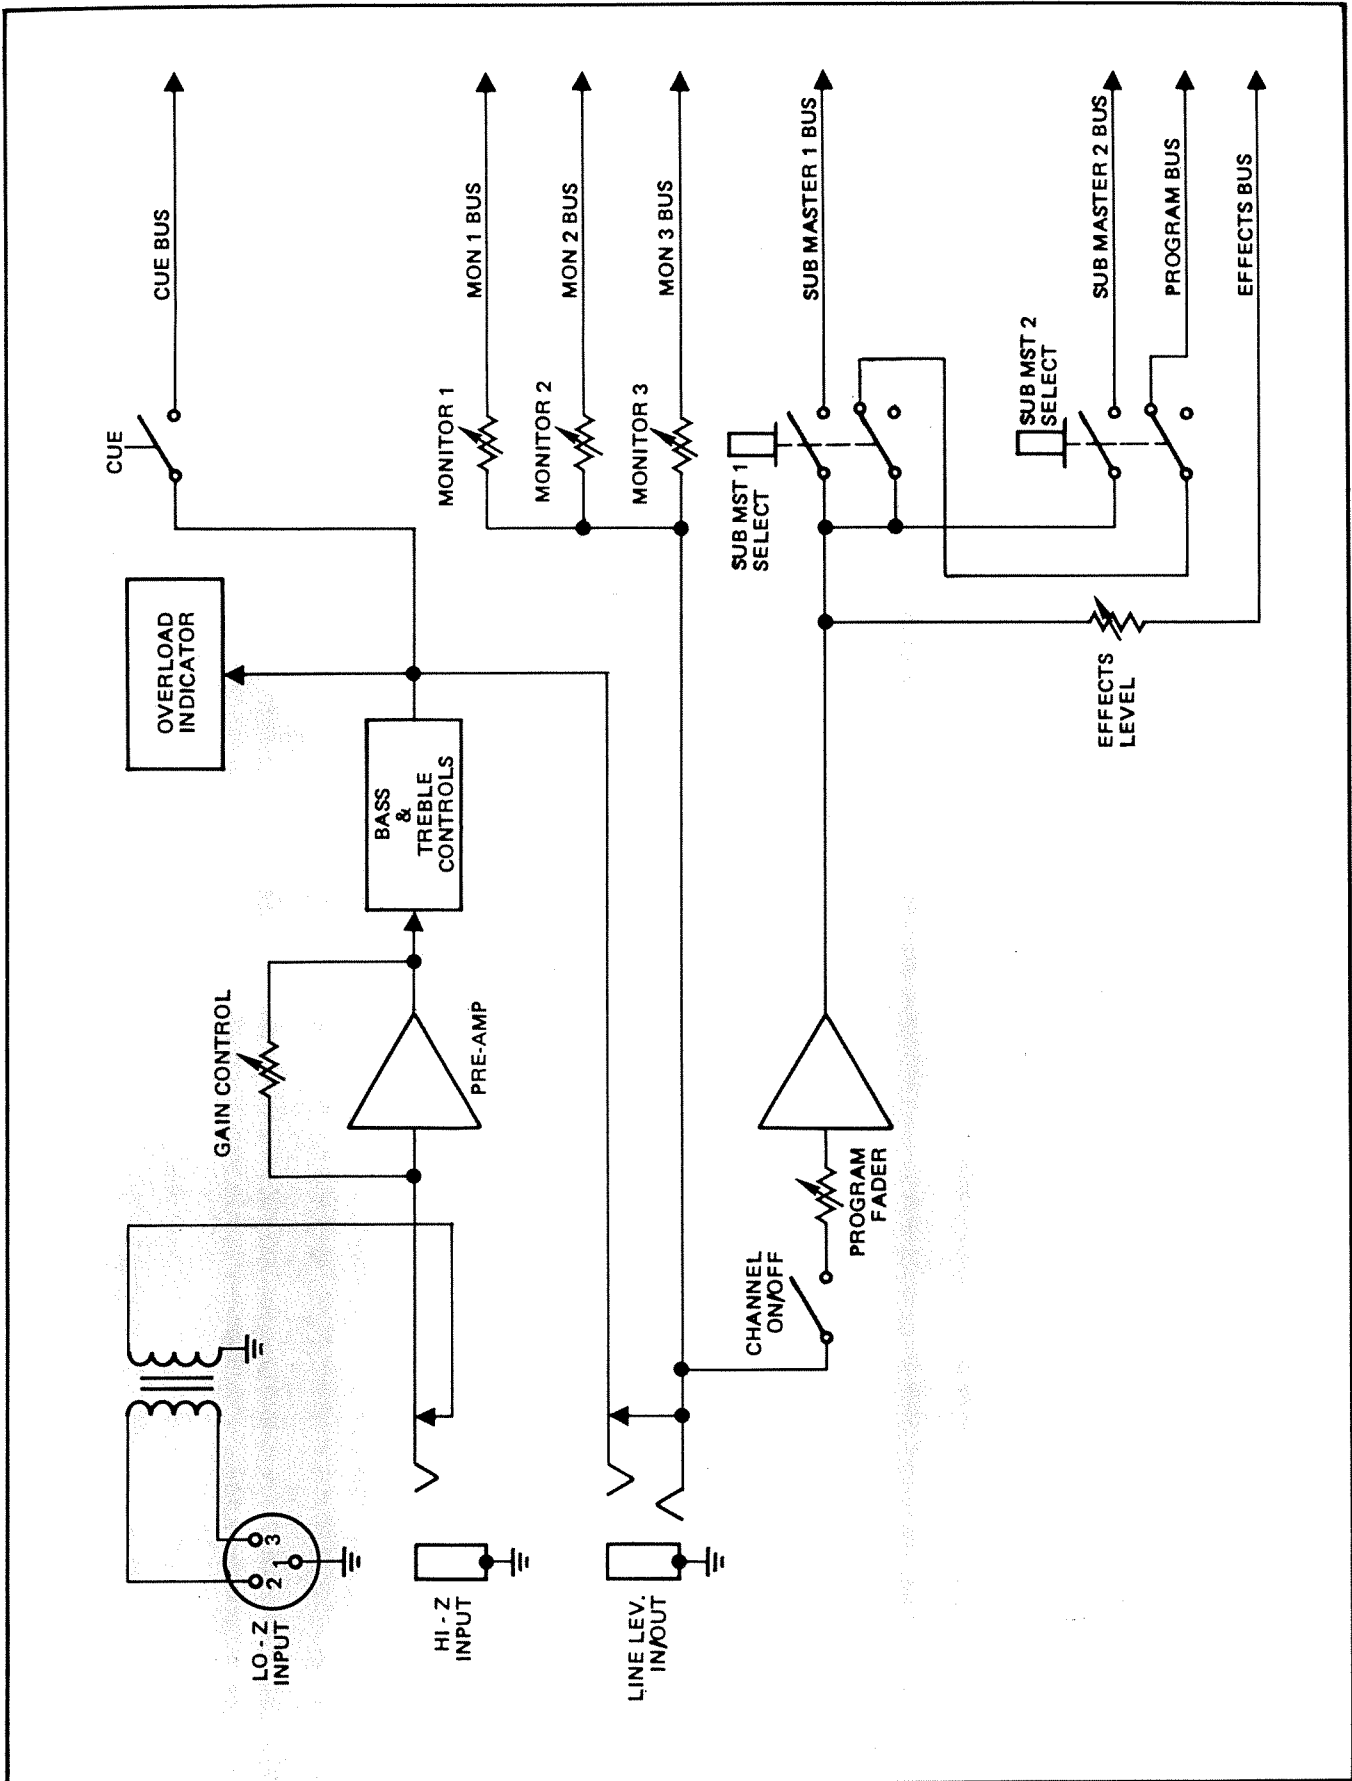 LO - Z
INPUT
2
1
3
HI - Z
INPUT
LINE LEV.
IN/OUT
GAIN CONTROL
PRE-AMP
BASS
&
TREBLE
CONTROLS
OVERLOAD
INDICATOR
CUE
CUE BUS
MONITOR 1
MON 1 BUS
MONITOR 2
MON 2 BUS
MONITOR 3
MON 3 BUS
CHANNEL
ON/OFF
PROGRAM
FADER
SUB MST 1
SELECT
SUB MASTER 1 BUS
SUB MST 2
SELECT
SUB MASTER 2 BUS
PROGRAM BUS
EFFECTS
LEVEL
EFFECTS BUS